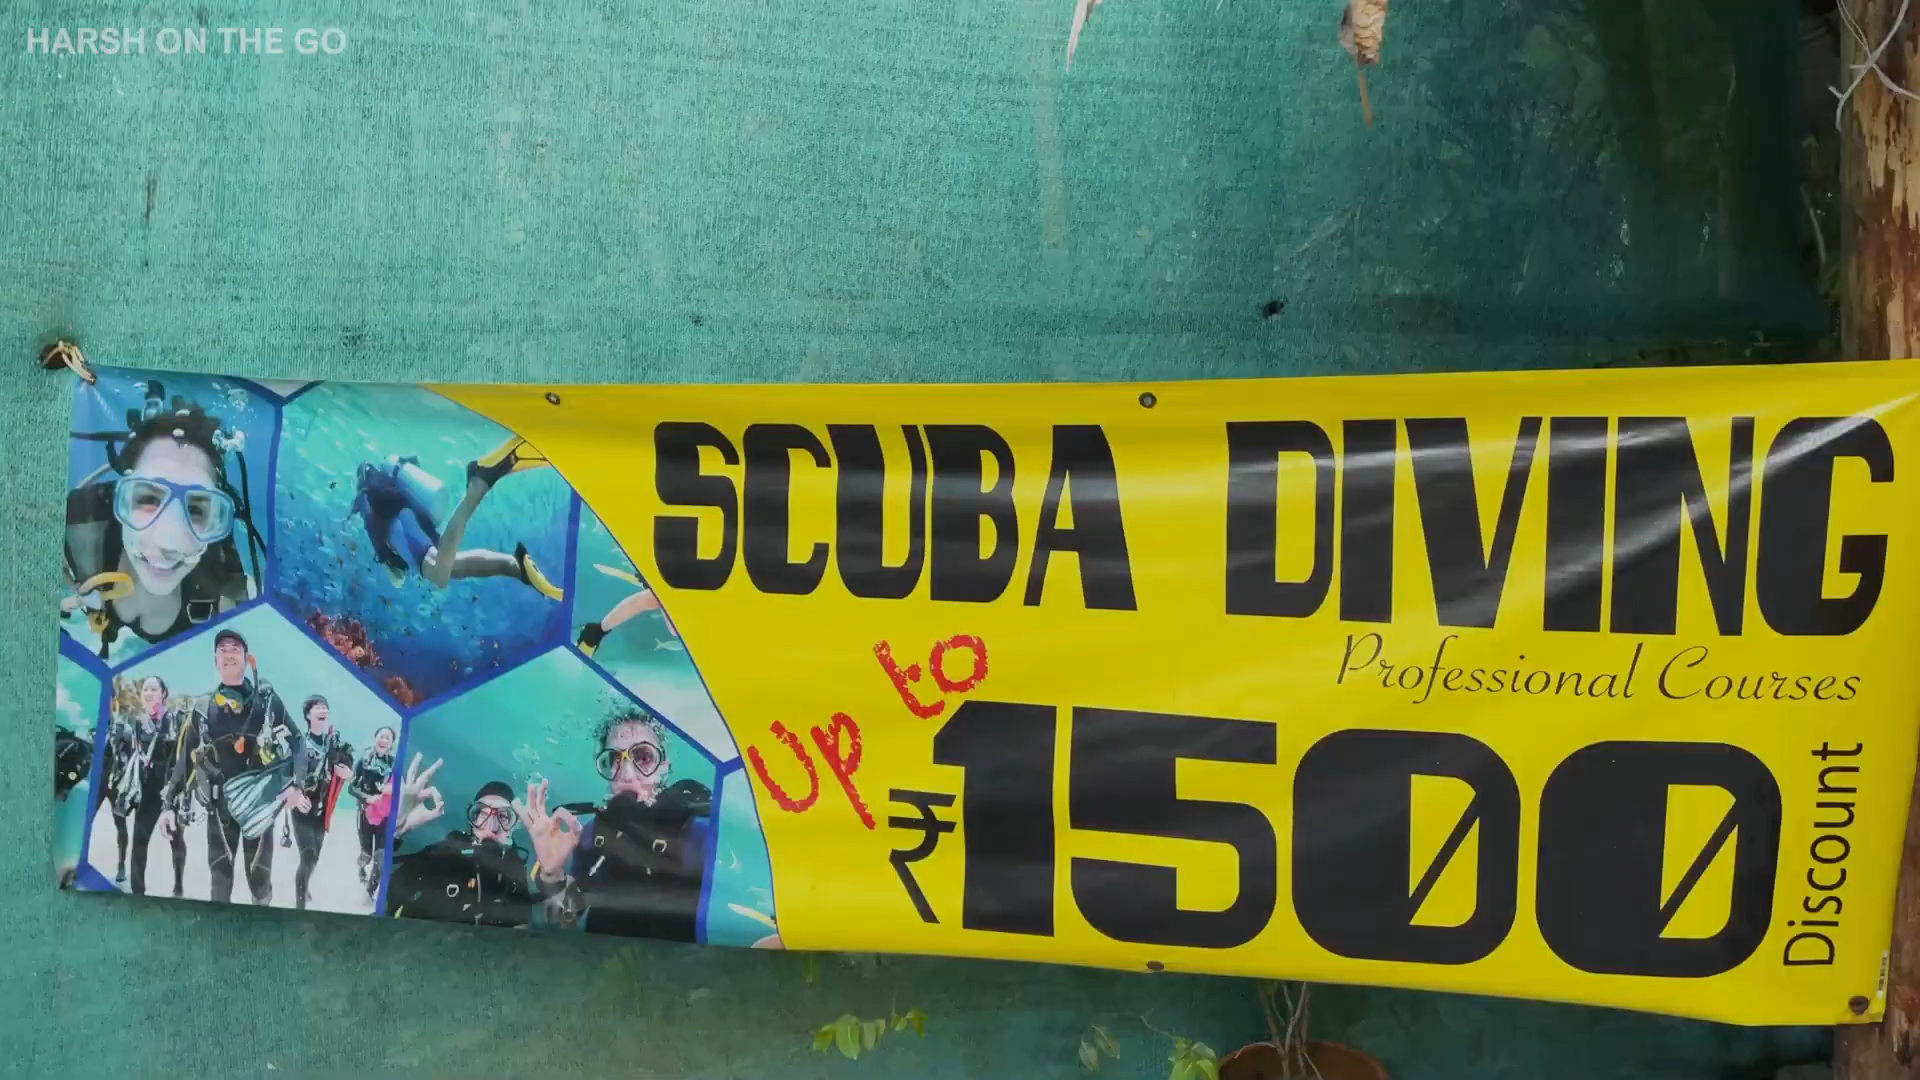 HARSH ON THE GO
SCUBA DIVING
Professional Courses
Up to
₹1500
Discount